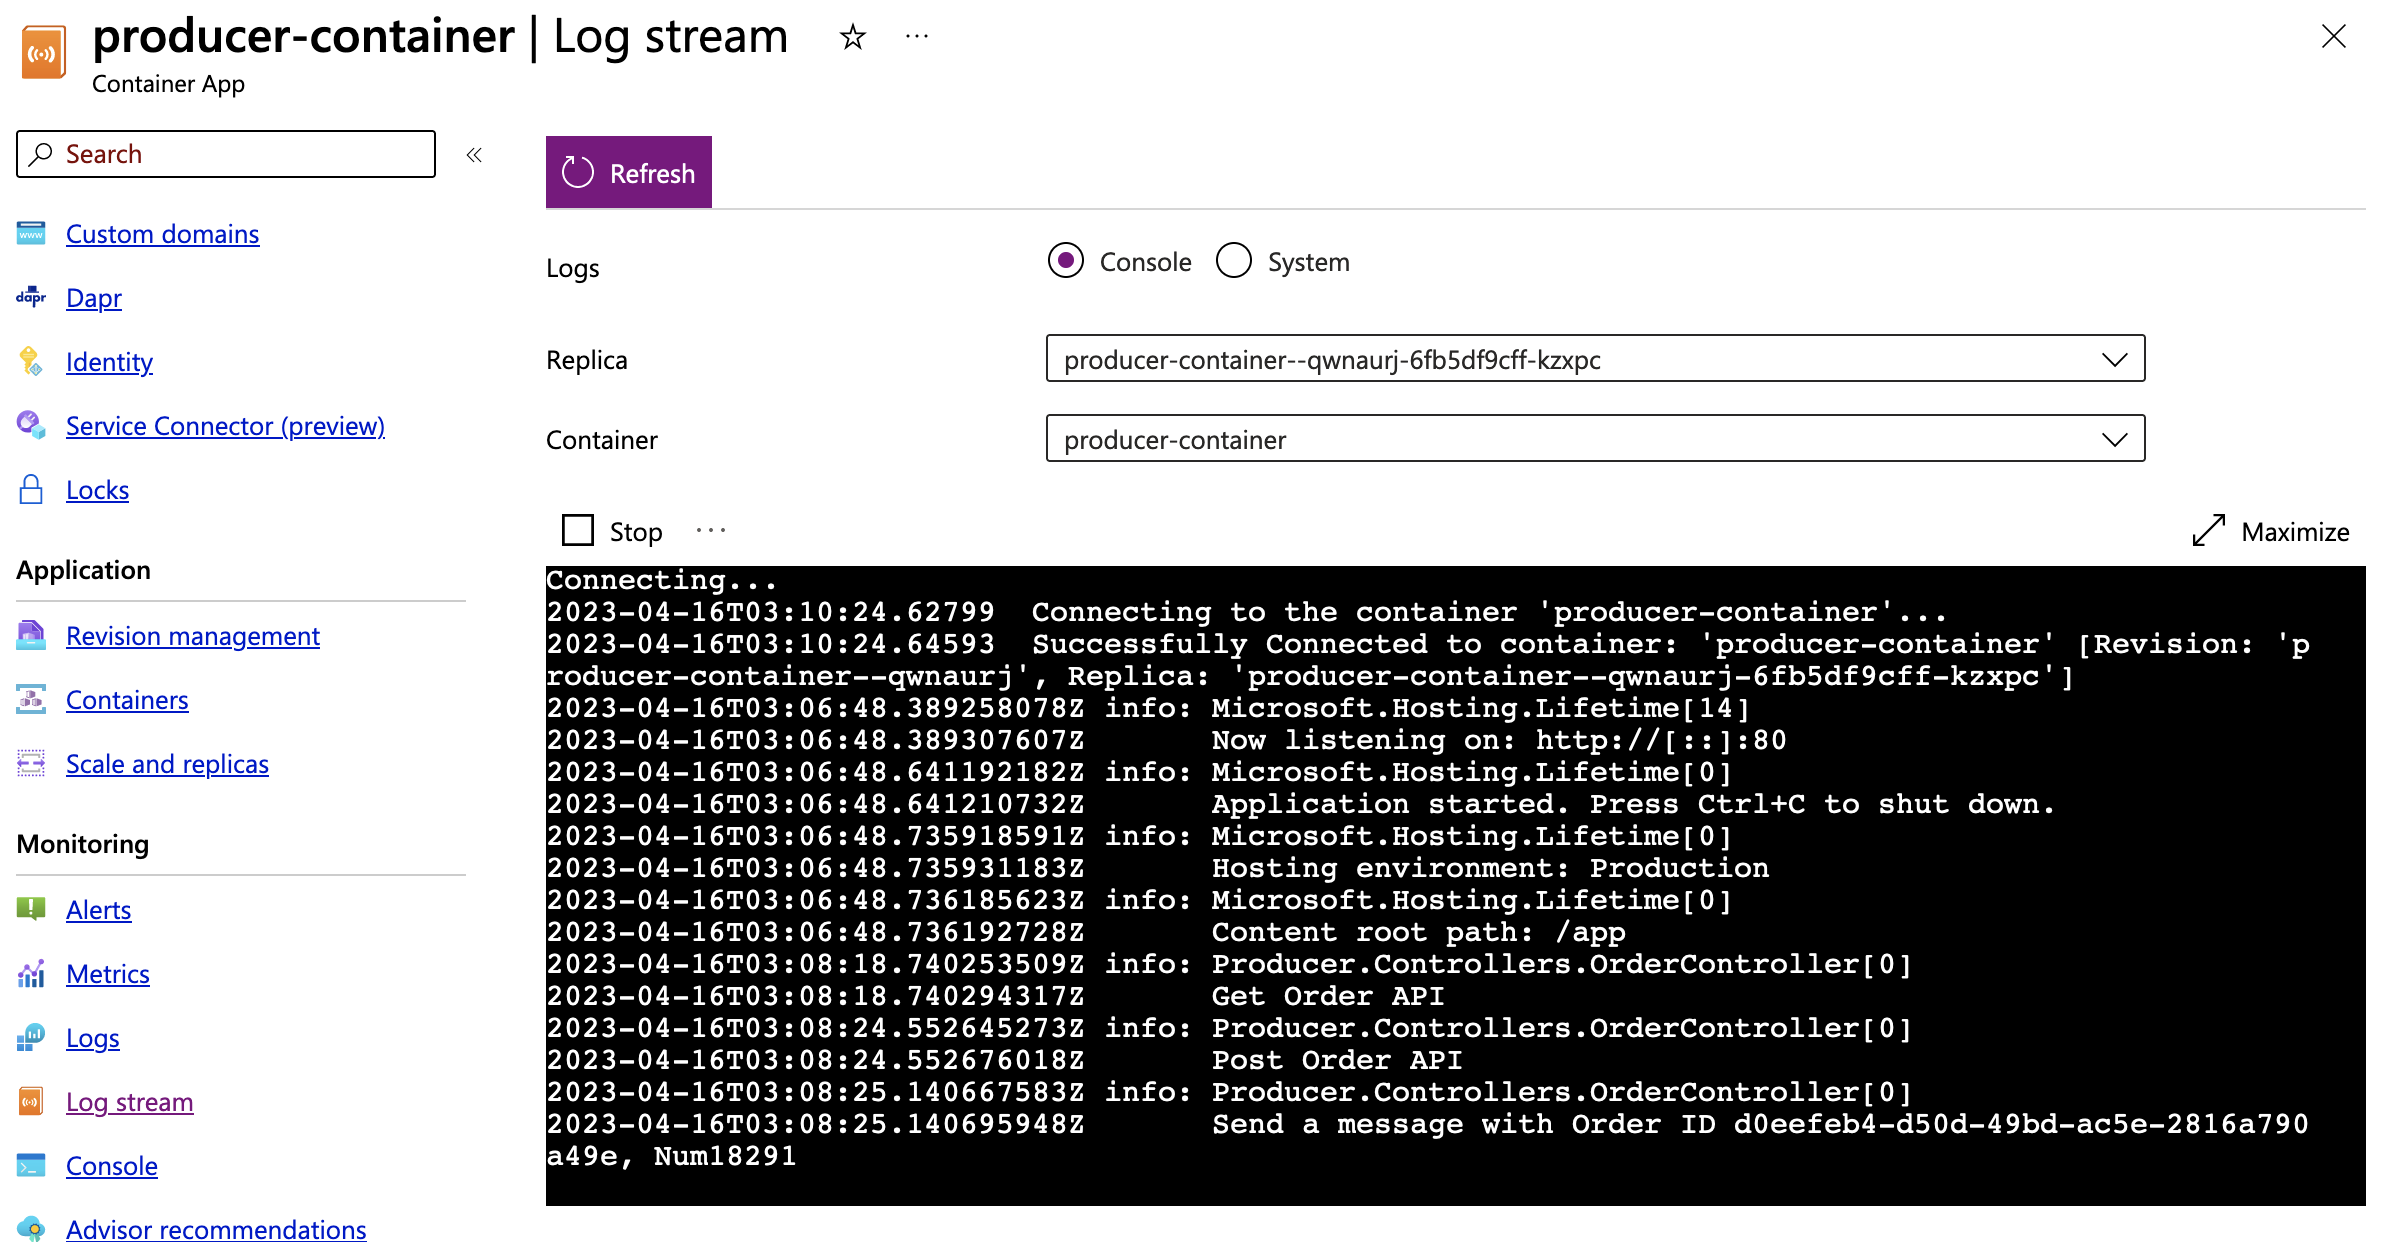 producer-container | Log stream
Container App
Search
Custom domains
Dapr
Identity
Service Connector (preview)
Locks
Application
Revision management
Containers
Scale and replicas
Monitoring
Alerts
Metrics
Logs
Log stream
Console
Advisor recommendations
Refresh
Logs
Console
System
Replica
producer-container--qwnaurj-6fb5df9cff-kzxpc
Container
producer-container
Stop
Maximize
Connecting...
2023-04-16T03:10:24.62799  Connecting to the container 'producer-container'...
2023-04-16T03:10:24.64593  Successfully Connected to container: 'producer-container' [Revision: 'p
roducer-container--qwnaurj', Replica: 'producer-container--qwnaurj-6fb5df9cff-kzxpc']
2023-04-16T03:06:48.389258078Z info: Microsoft.Hosting.Lifetime[14]
2023-04-16T03:06:48.389307607Z       Now listening on: http://[::]:80
2023-04-16T03:06:48.641192182Z info: Microsoft.Hosting.Lifetime[0]
2023-04-16T03:06:48.641210732Z       Application started. Press Ctrl+C to shut down.
2023-04-16T03:06:48.735918591Z info: Microsoft.Hosting.Lifetime[0]
2023-04-16T03:06:48.735931183Z       Hosting environment: Production
2023-04-16T03:06:48.736185623Z info: Microsoft.Hosting.Lifetime[0]
2023-04-16T03:06:48.736192728Z       Content root path: /app
2023-04-16T03:08:18.740253509Z info: Producer.Controllers.OrderController[0]
2023-04-16T03:08:18.740294317Z       Get Order API
2023-04-16T03:08:24.552645273Z info: Producer.Controllers.OrderController[0]
2023-04-16T03:08:24.552676018Z       Post Order API
2023-04-16T03:08:25.140667583Z info: Producer.Controllers.OrderController[0]
2023-04-16T03:08:25.140695948Z       Send a message with Order ID d0eefeb4-d50d-49bd-ac5e-2816a790
a49e, Num18291